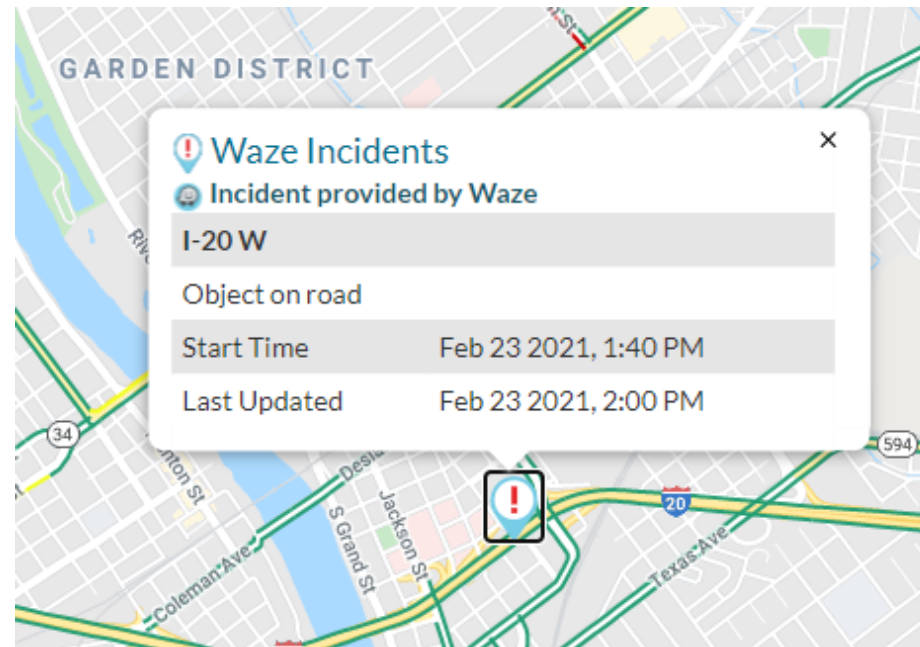 St
GARDEN DISTRICT
Waze Incidents
×
Incident provided by Waze
I-20 W
Object on road
Start Time Feb 23 2021, 1:40 PM
Last Updated Feb 23 2021, 2:00 PM
34
594
20
Jackson St
S Grand St
Coleman Ave
Texas Ave